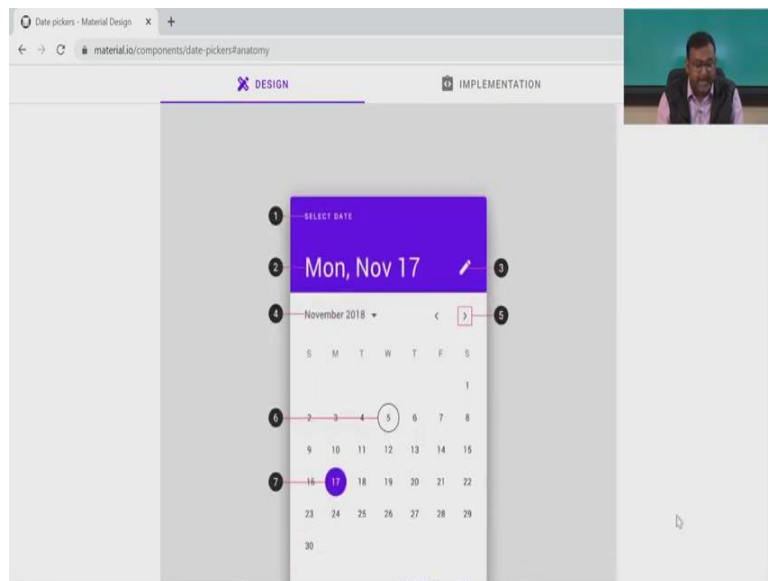 Date pickers - Material Design
material.io/components/date-pickers#anatomy
DESIGN
IMPLEMENTATION
1 SELECT DATE
2 Mon, Nov 17 3
4 November 2018 5
S M T W T F S
1
6 2 3 4 5 6 7 8
9 10 11 12 13 14 15
7 16 17 18 19 20 21 22
23 24 25 26 27 28 29
30